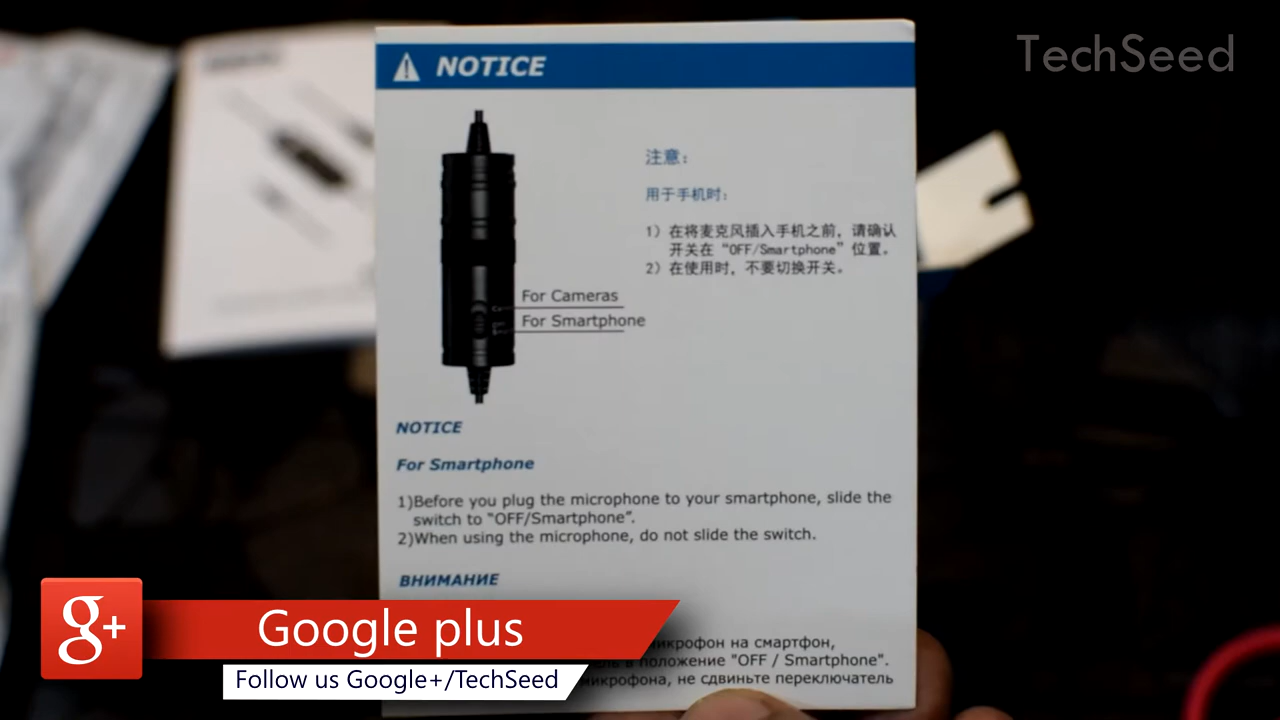 TechSeed
NOTICE
注意：
用于手机时：
1）在将麦克风插入手机之前，请确认
开关在“OFF/Smartphone”位置。
2）在使用时，不要切换开关。
For Cameras
For Smartphone
NOTICE
For Smartphone
1)Before you plug the microphone to your smartphone, slide the
switch to “OFF/Smartphone”.
2)When using the microphone, do not slide the switch.
ВНИМАНИЕ
микрофон на смартфон,
в положение "OFF / Smartphone".
микрофона, не сдвиньте переключатель
g+
Google plus
Follow us Google+/TechSeed